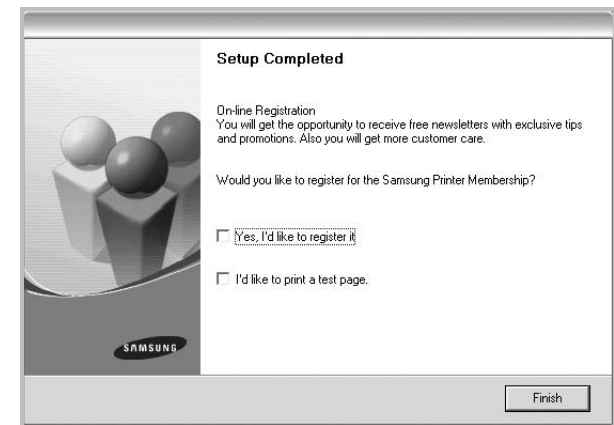 Setup Completed
On-line Registration
You will get the opportunity to receive free newsletters with exclusive tips
and promotions. Also you will get more customer care.
Would you like to register for the Samsung Printer Membership?
Yes, I'd like to register it
I'd like to print a test page.
SAMSUNG
Finish